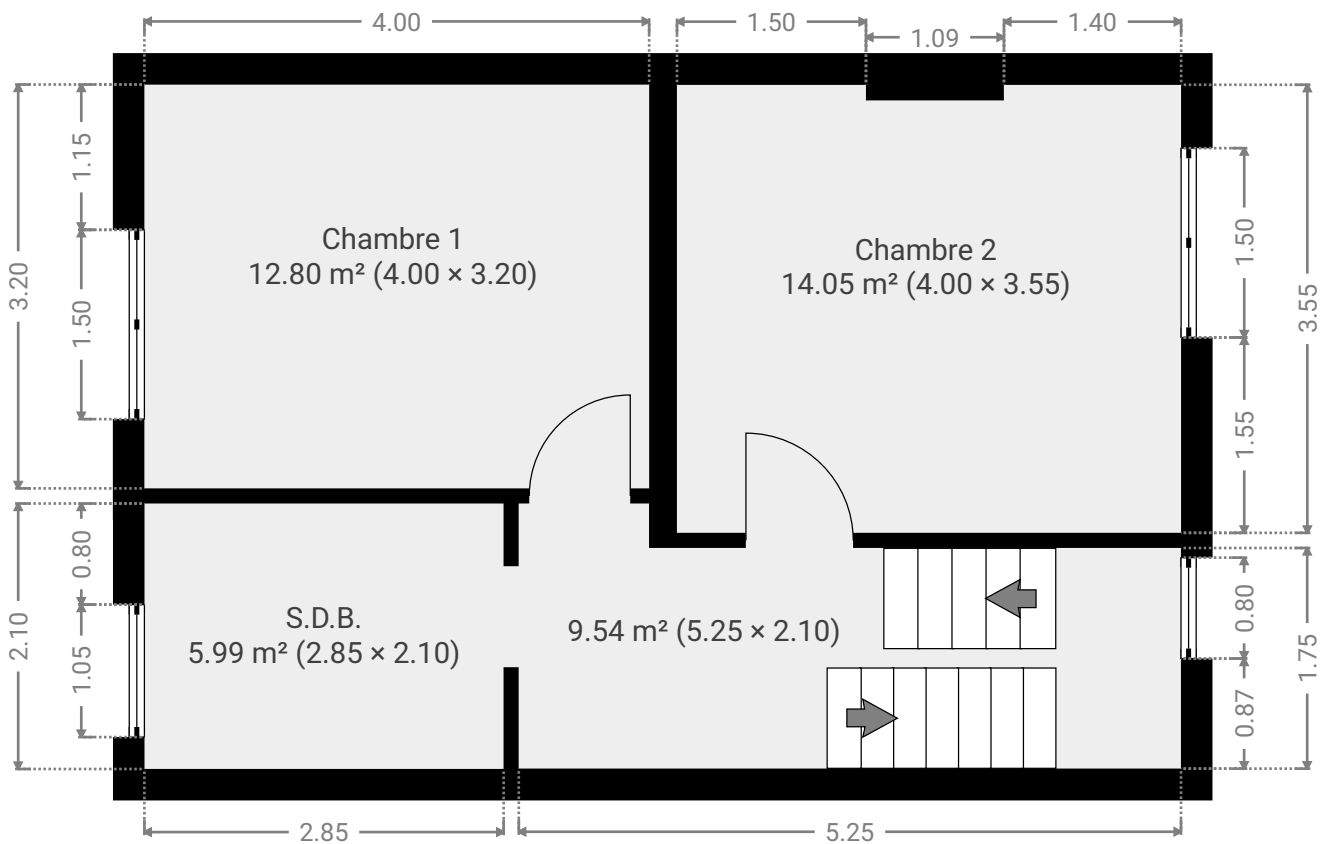 4.00
1.50
1.09
1.40
1.15
3.20
1.50
Chambre 1
12.80 m² (4.00 × 3.20)
Chambre 2
14.05 m² (4.00 × 3.55)
1.50
3.55
1.55
0.80
2.10
1.05
S.D.B.
5.99 m² (2.85 × 2.10)
9.54 m² (5.25 × 2.10)
0.80
1.75
0.87
2.85
5.25